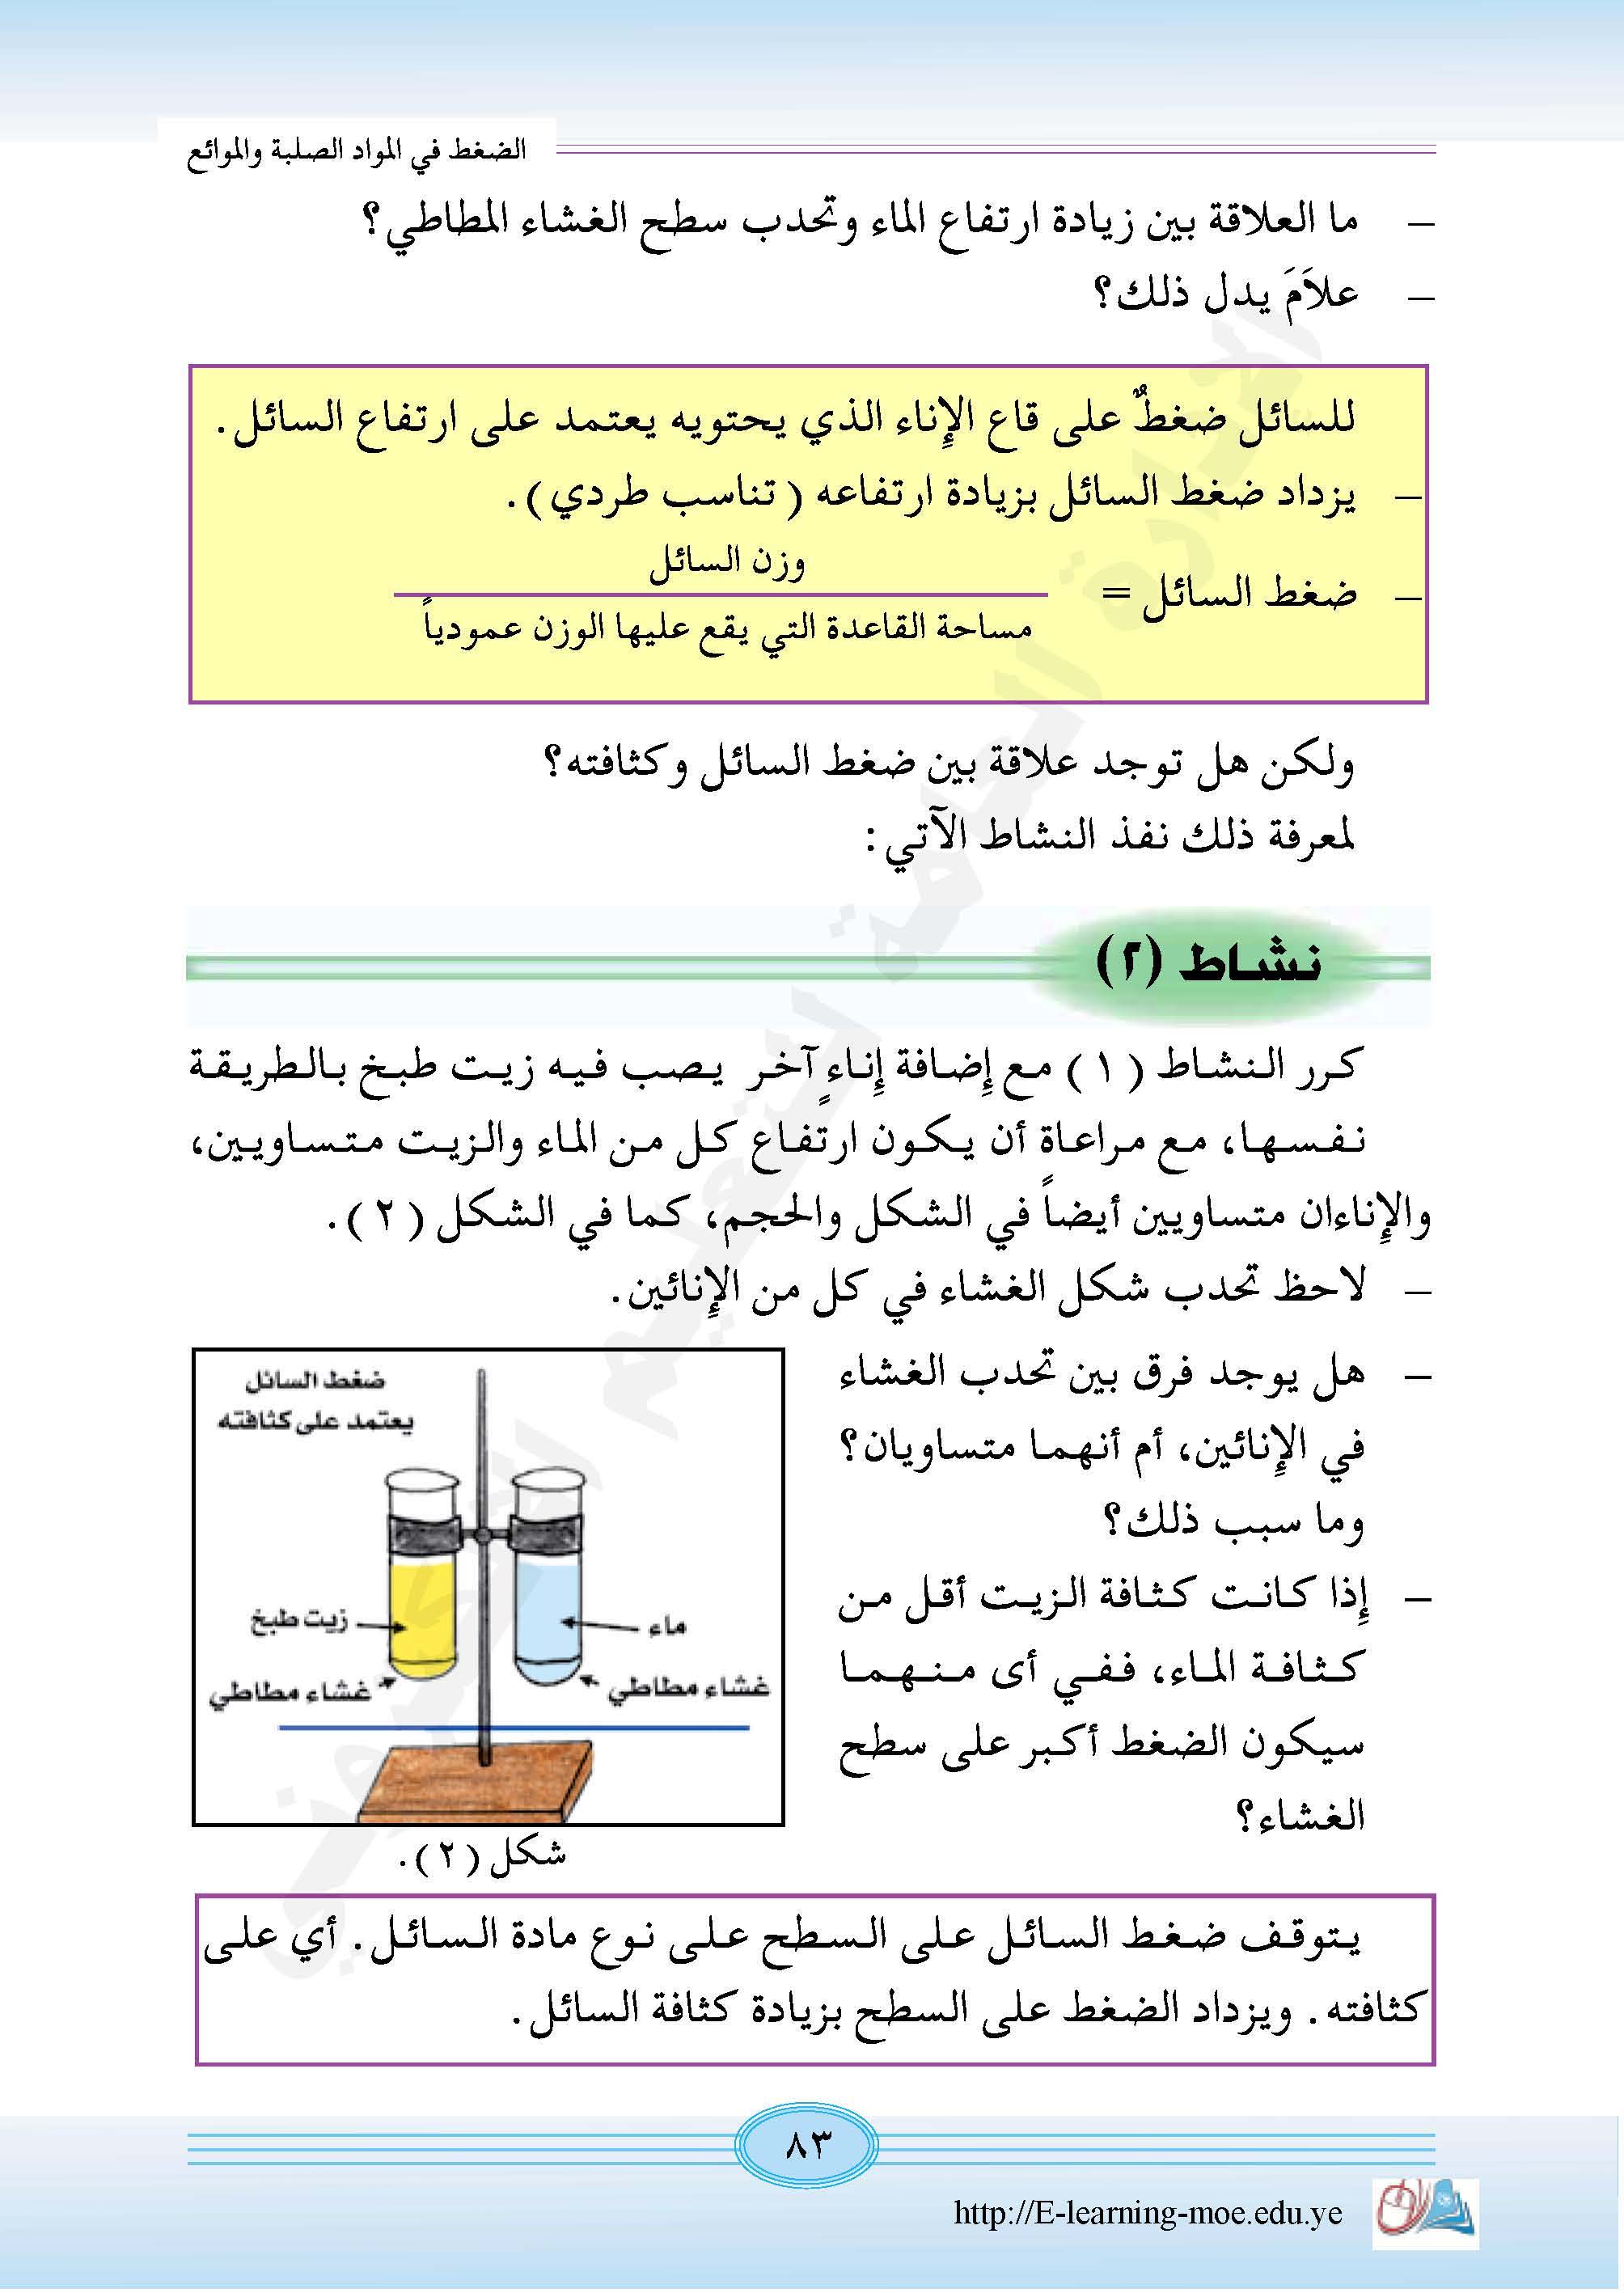 الضغط في المواد الصلبة والموائع
– ما العلاقة بين زيادة ارتفاع الماء وتحدب سطح الغشاء المطاطي؟
– علاَمَ يدل ذلك؟
للسائل ضغطٌ على قاع الإناء الذي يحتويه يعتمد على ارتفاع السائل.
– يزداد ضغط السائل بزيادة ارتفاعه ( تناسب طردي ).
وزن السائل
– ضغط السائل =
مساحة القاعدة التي يقع عليها الوزن عمودياً
ولكن هل توجد علاقة بين ضغط السائل وكثافته؟
لمعرفة ذلك نفذ النشاط الآتي:
نشاط (٢)
كرر النشاط ( ١ ) مع إضافة إناءٍ آخر يصب فيه زيت طبخ بالطريقة
نفسها، مع مراعاة أن يكون ارتفاع كل من الماء والزيت متساويين،
والإناءان متساويين أيضاً في الشكل والحجم، كما في الشكل ( ٢ ).
– لاحظ تحدب شكل الغشاء في كل من الإنائين.
– هل يوجد فرق بين تحدب الغشاء
في الإنائين، أم أنهما متساويان؟
وما سبب ذلك؟
– إذا كانت كثافة الزيت أقل من
كثافة الماء، ففي أى منهما
سيكون الضغط أكبر على سطح
الغشاء؟
ضغط السائل
يعتمد على كثافته
ماء
زيت طبخ
غشاء مطاطي
غشاء مطاطي
شكل ( ٢ ).
يتوقف ضغط السائل على السطح على نوع مادة السائل. أي على
كثافته. ويزداد الضغط على السطح بزيادة كثافة السائل.
٨٣
http://E-learning-moe.edu.ye
الإدارة العامة للتعليم الإلكتروني